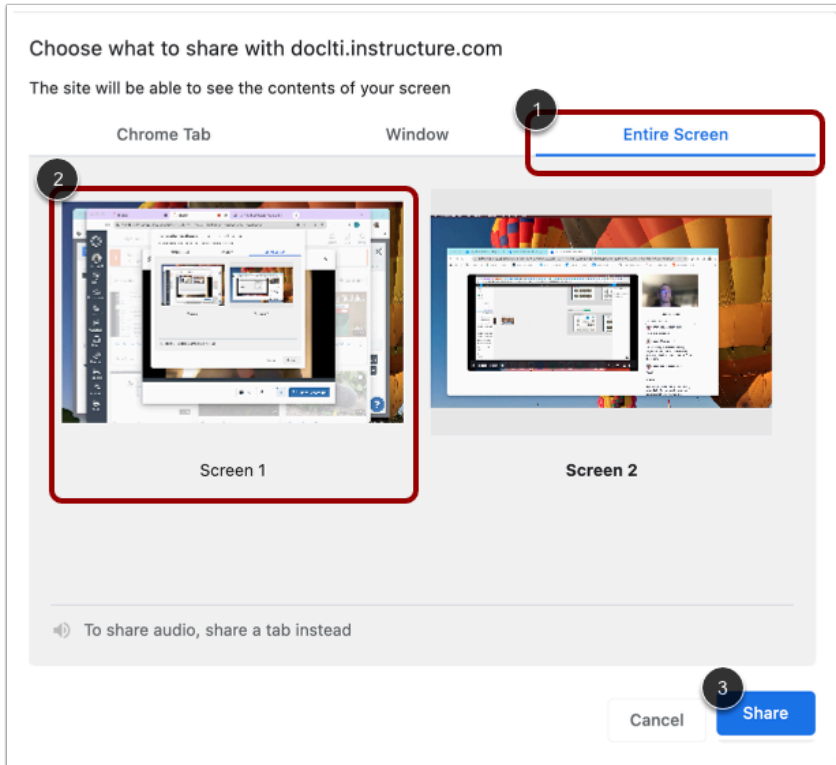 Choose what to share with doclti.instructure.com
The site will be able to see the contents of your screen
1
Chrome Tab Window Entire Screen
2
Screen 1 Screen 2
To share audio, share a tab instead
3
Cancel Share